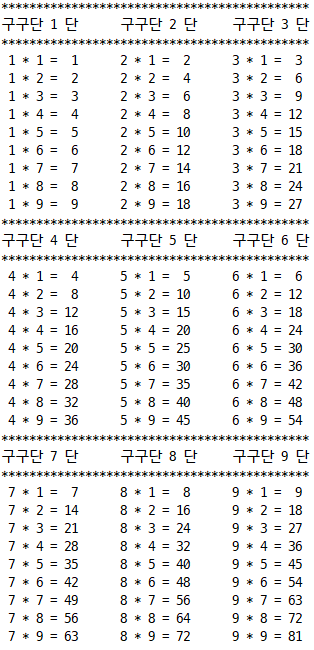 ********************************************
구구단 1 단     구구단 2 단     구구단 3 단
********************************************
 1 * 1 =  1      2 * 1 =  2      3 * 1 =  3
 1 * 2 =  2      2 * 2 =  4      3 * 2 =  6
 1 * 3 =  3      2 * 3 =  6      3 * 3 =  9
 1 * 4 =  4      2 * 4 =  8      3 * 4 = 12
 1 * 5 =  5      2 * 5 = 10      3 * 5 = 15
 1 * 6 =  6      2 * 6 = 12      3 * 6 = 18
 1 * 7 =  7      2 * 7 = 14      3 * 7 = 21
 1 * 8 =  8      2 * 8 = 16      3 * 8 = 24
 1 * 9 =  9      2 * 9 = 18      3 * 9 = 27
********************************************
구구단 4 단     구구단 5 단     구구단 6 단
********************************************
 4 * 1 =  4      5 * 1 =  5      6 * 1 =  6
 4 * 2 =  8      5 * 2 = 10      6 * 2 = 12
 4 * 3 = 12      5 * 3 = 15      6 * 3 = 18
 4 * 4 = 16      5 * 4 = 20      6 * 4 = 24
 4 * 5 = 20      5 * 5 = 25      6 * 5 = 30
 4 * 6 = 24      5 * 6 = 30      6 * 6 = 36
 4 * 7 = 28      5 * 7 = 35      6 * 7 = 42
 4 * 8 = 32      5 * 8 = 40      6 * 8 = 48
 4 * 9 = 36      5 * 9 = 45      6 * 9 = 54
********************************************
구구단 7 단     구구단 8 단     구구단 9 단
********************************************
 7 * 1 =  7      8 * 1 =  8      9 * 1 =  9
 7 * 2 = 14      8 * 2 = 16      9 * 2 = 18
 7 * 3 = 21      8 * 3 = 24      9 * 3 = 27
 7 * 4 = 28      8 * 4 = 32      9 * 4 = 36
 7 * 5 = 35      8 * 5 = 40      9 * 5 = 45
 7 * 6 = 42      8 * 6 = 48      9 * 6 = 54
 7 * 7 = 49      8 * 7 = 56      9 * 7 = 63
 7 * 8 = 56      8 * 8 = 64      9 * 8 = 72
 7 * 9 = 63      8 * 9 = 72      9 * 9 = 81